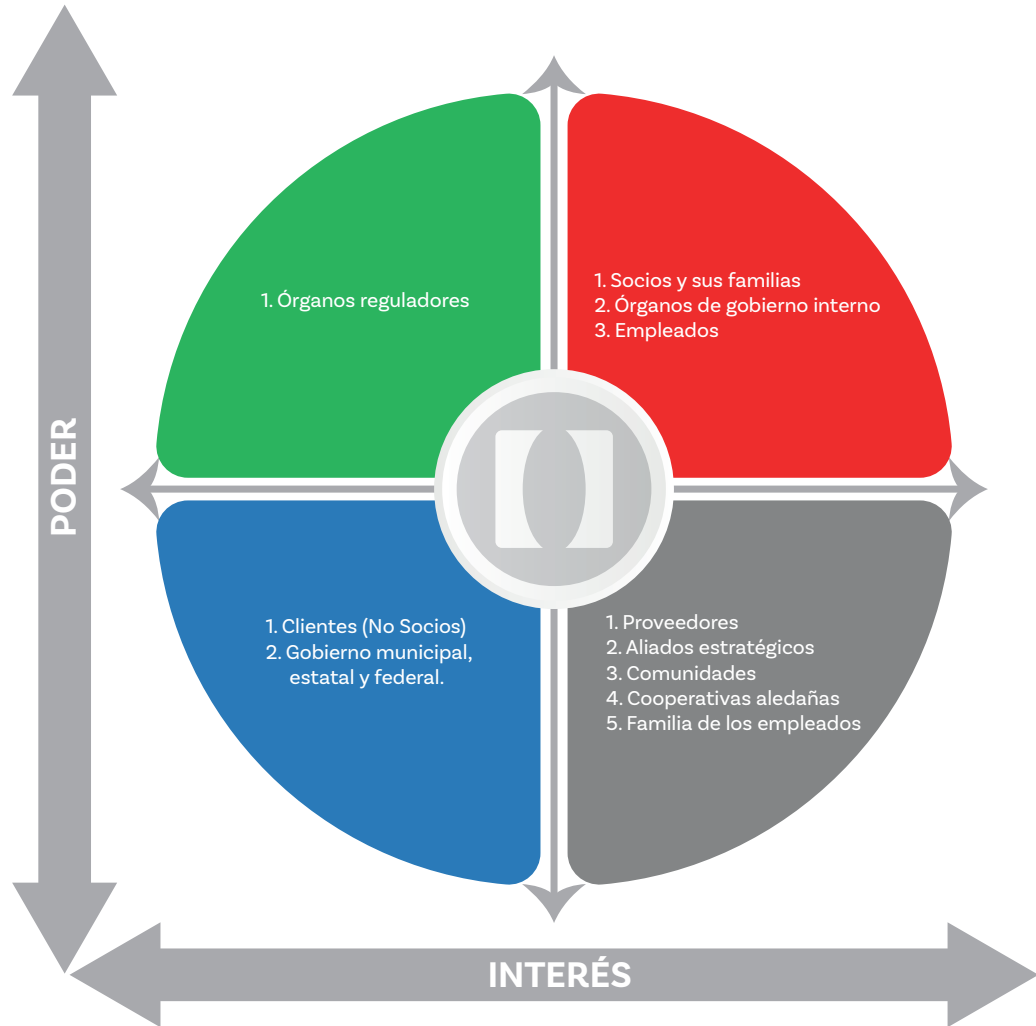 PODER
1. Órganos reguladores
1. Socios y sus familias
2. Órganos de gobierno interno
3. Empleados
1. Clientes (No Socios)
2. Gobierno municipal,
estatal y federal.
1. Proveedores
2. Aliados estratégicos
3. Comunidades
4. Cooperativas aledañas
5. Familia de los empleados
INTERÉS